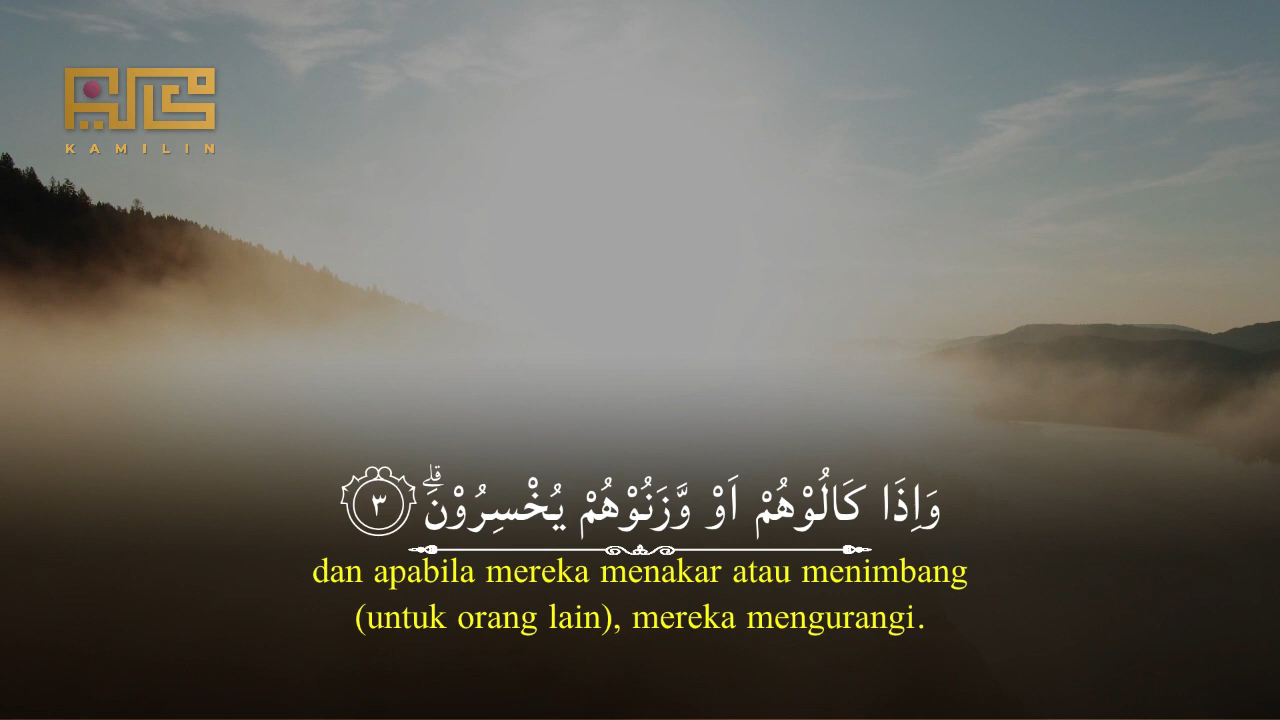 KAMILIN
وَاِذَا كَالُوْهُمْ اَوْ وَّزَنُوْهُمْ يُخْسِرُوْنَۗ ٣
dan apabila mereka menakar atau menimbang
(untuk orang lain), mereka mengurangi.